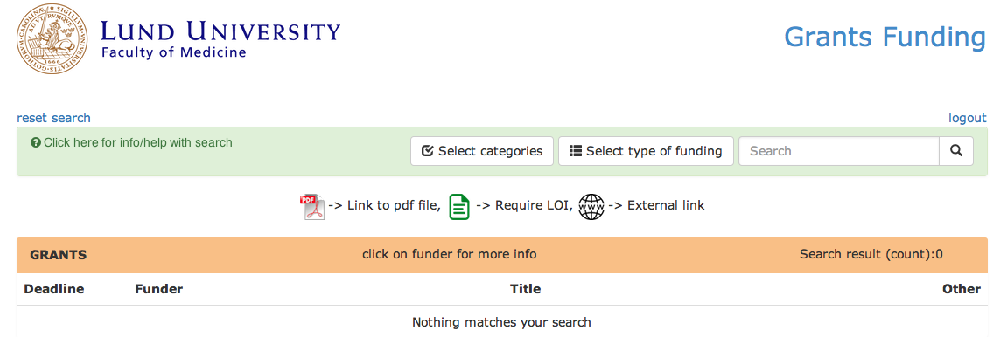 LUND UNIVERSITY
Faculty of Medicine
Grants Funding
reset search
logout
Click here for info/help with search
Select categories
Select type of funding
Search
PDF -> Link to pdf file, -> Require LOI, WWW -> External link
GRANTS
click on funder for more info
Search result (count):0
Deadline Funder Title Other
Nothing matches your search